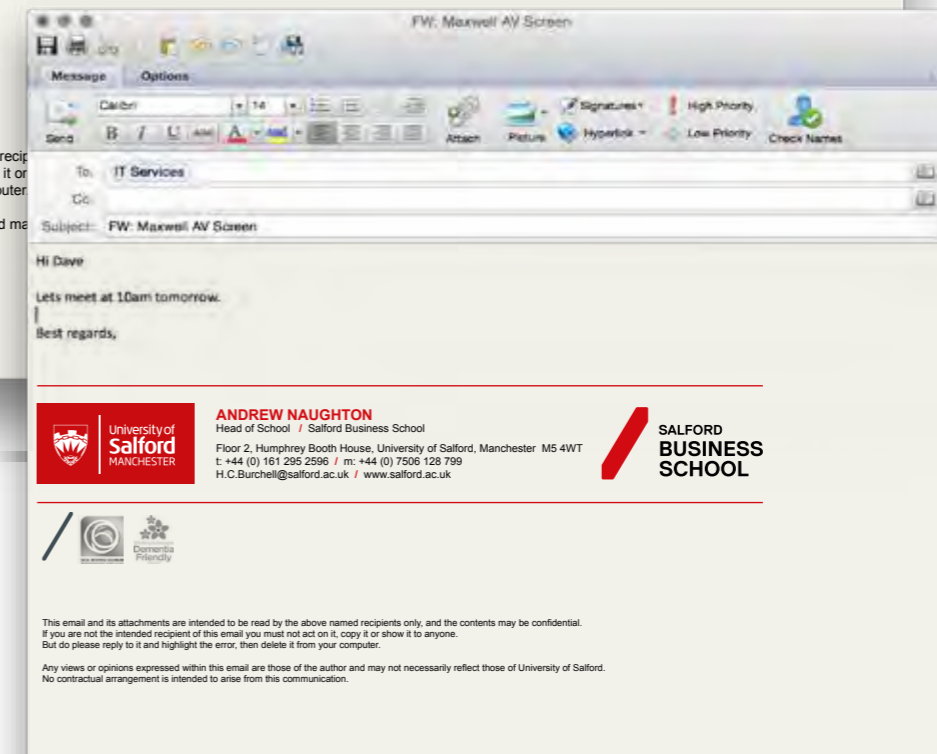 FW: Maxwell AV Screen
Message Options
Calibri 14 Signatures High Priority
Send B I U ABC A Attach Picture Hyperlink Low Priority Check Names
recip
it or
outer
d ma
To: IT Services
Cc:
Subject: FW: Maxwell AV Screen
Hi Dave
Lets meet at 10am tomorrow.
Best regards,
University of
Salford
MANCHESTER
ANDREW NAUGHTON
Head of School / Salford Business School
Floor 2, Humphrey Booth House, University of Salford, Manchester M5 4WT
t: +44 (0) 161 295 2596 / m: +44 (0) 7506 128 799
H.C.Burchell@salford.ac.uk / www.salford.ac.uk
SALFORD
BUSINESS
SCHOOL
Dementia
Friendly
This email and its attachments are intended to be read by the above named recipients only, and the contents may be confidential.
If you are not the intended recipient of this email you must not act on it, copy it or show it to anyone.
But do please reply to it and highlight the error, then delete it from your computer.
Any views or opinions expressed within this email are those of the author and may not necessarily reflect those of University of Salford.
No contractual arrangement is intended to arise from this communication.